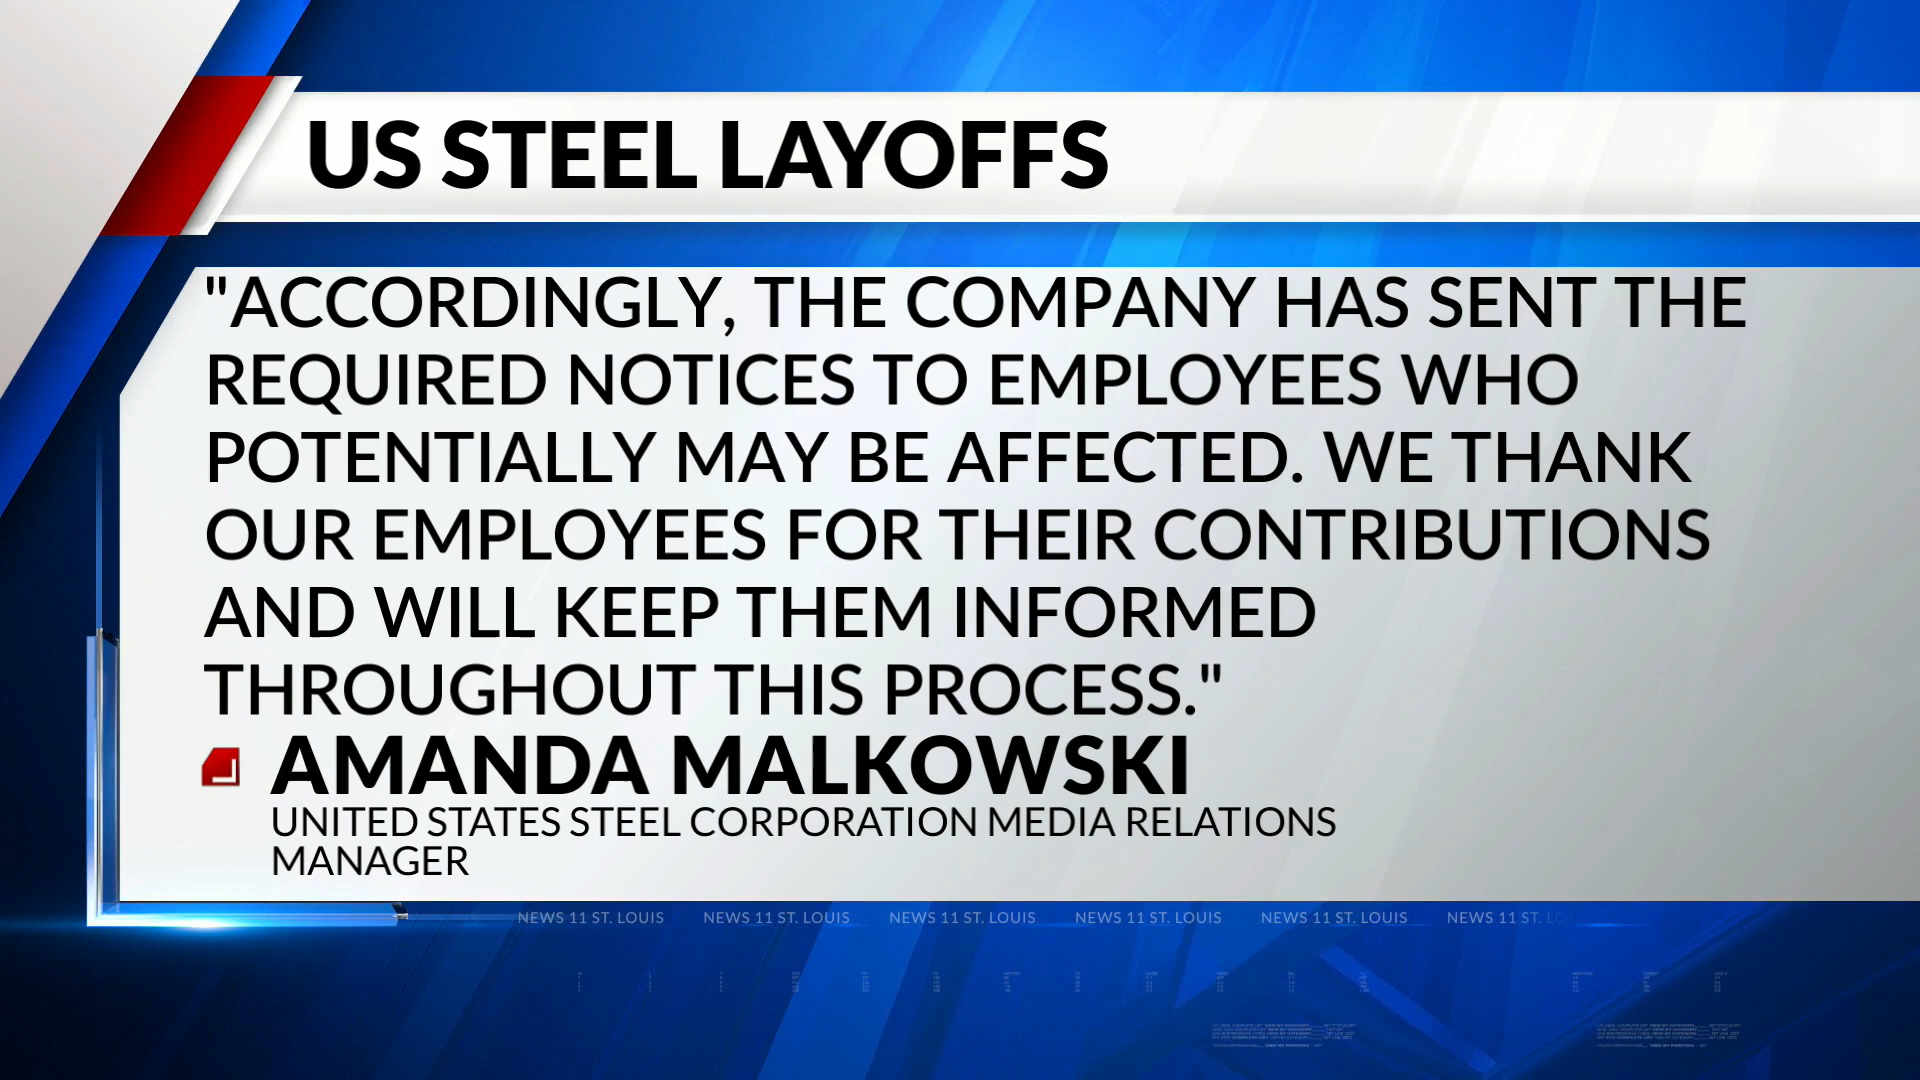 US STEEL LAYOFFS
"ACCORDINGLY, THE COMPANY HAS SENT THE
REQUIRED NOTICES TO EMPLOYEES WHO
POTENTIALLY MAY BE AFFECTED. WE THANK
OUR EMPLOYEES FOR THEIR CONTRIBUTIONS
AND WILL KEEP THEM INFORMED
THROUGHOUT THIS PROCESS."
AMANDA MALKOWSKI
UNITED STATES STEEL CORPORATION MEDIA RELATIONS
MANAGER
NEWS 11 ST. LOUIS NEWS 11 ST. LOUIS NEWS 11 ST. LOUIS NEWS 11 ST. LOUIS NEWS 11 ST. LOUIS NEWS 11 ST.